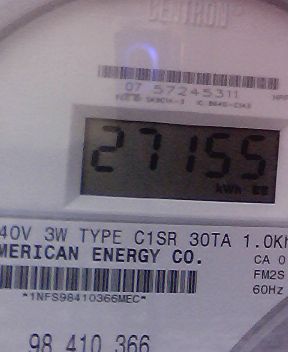 CENTRON
07 57245311
27155
kWh
40V 3W TYPE C1SR 30TA 1.0Kh
MERICAN ENERGY CO.
CA 0
FM2S
*1NFS98410366MEC*
60Hz
98 410 366